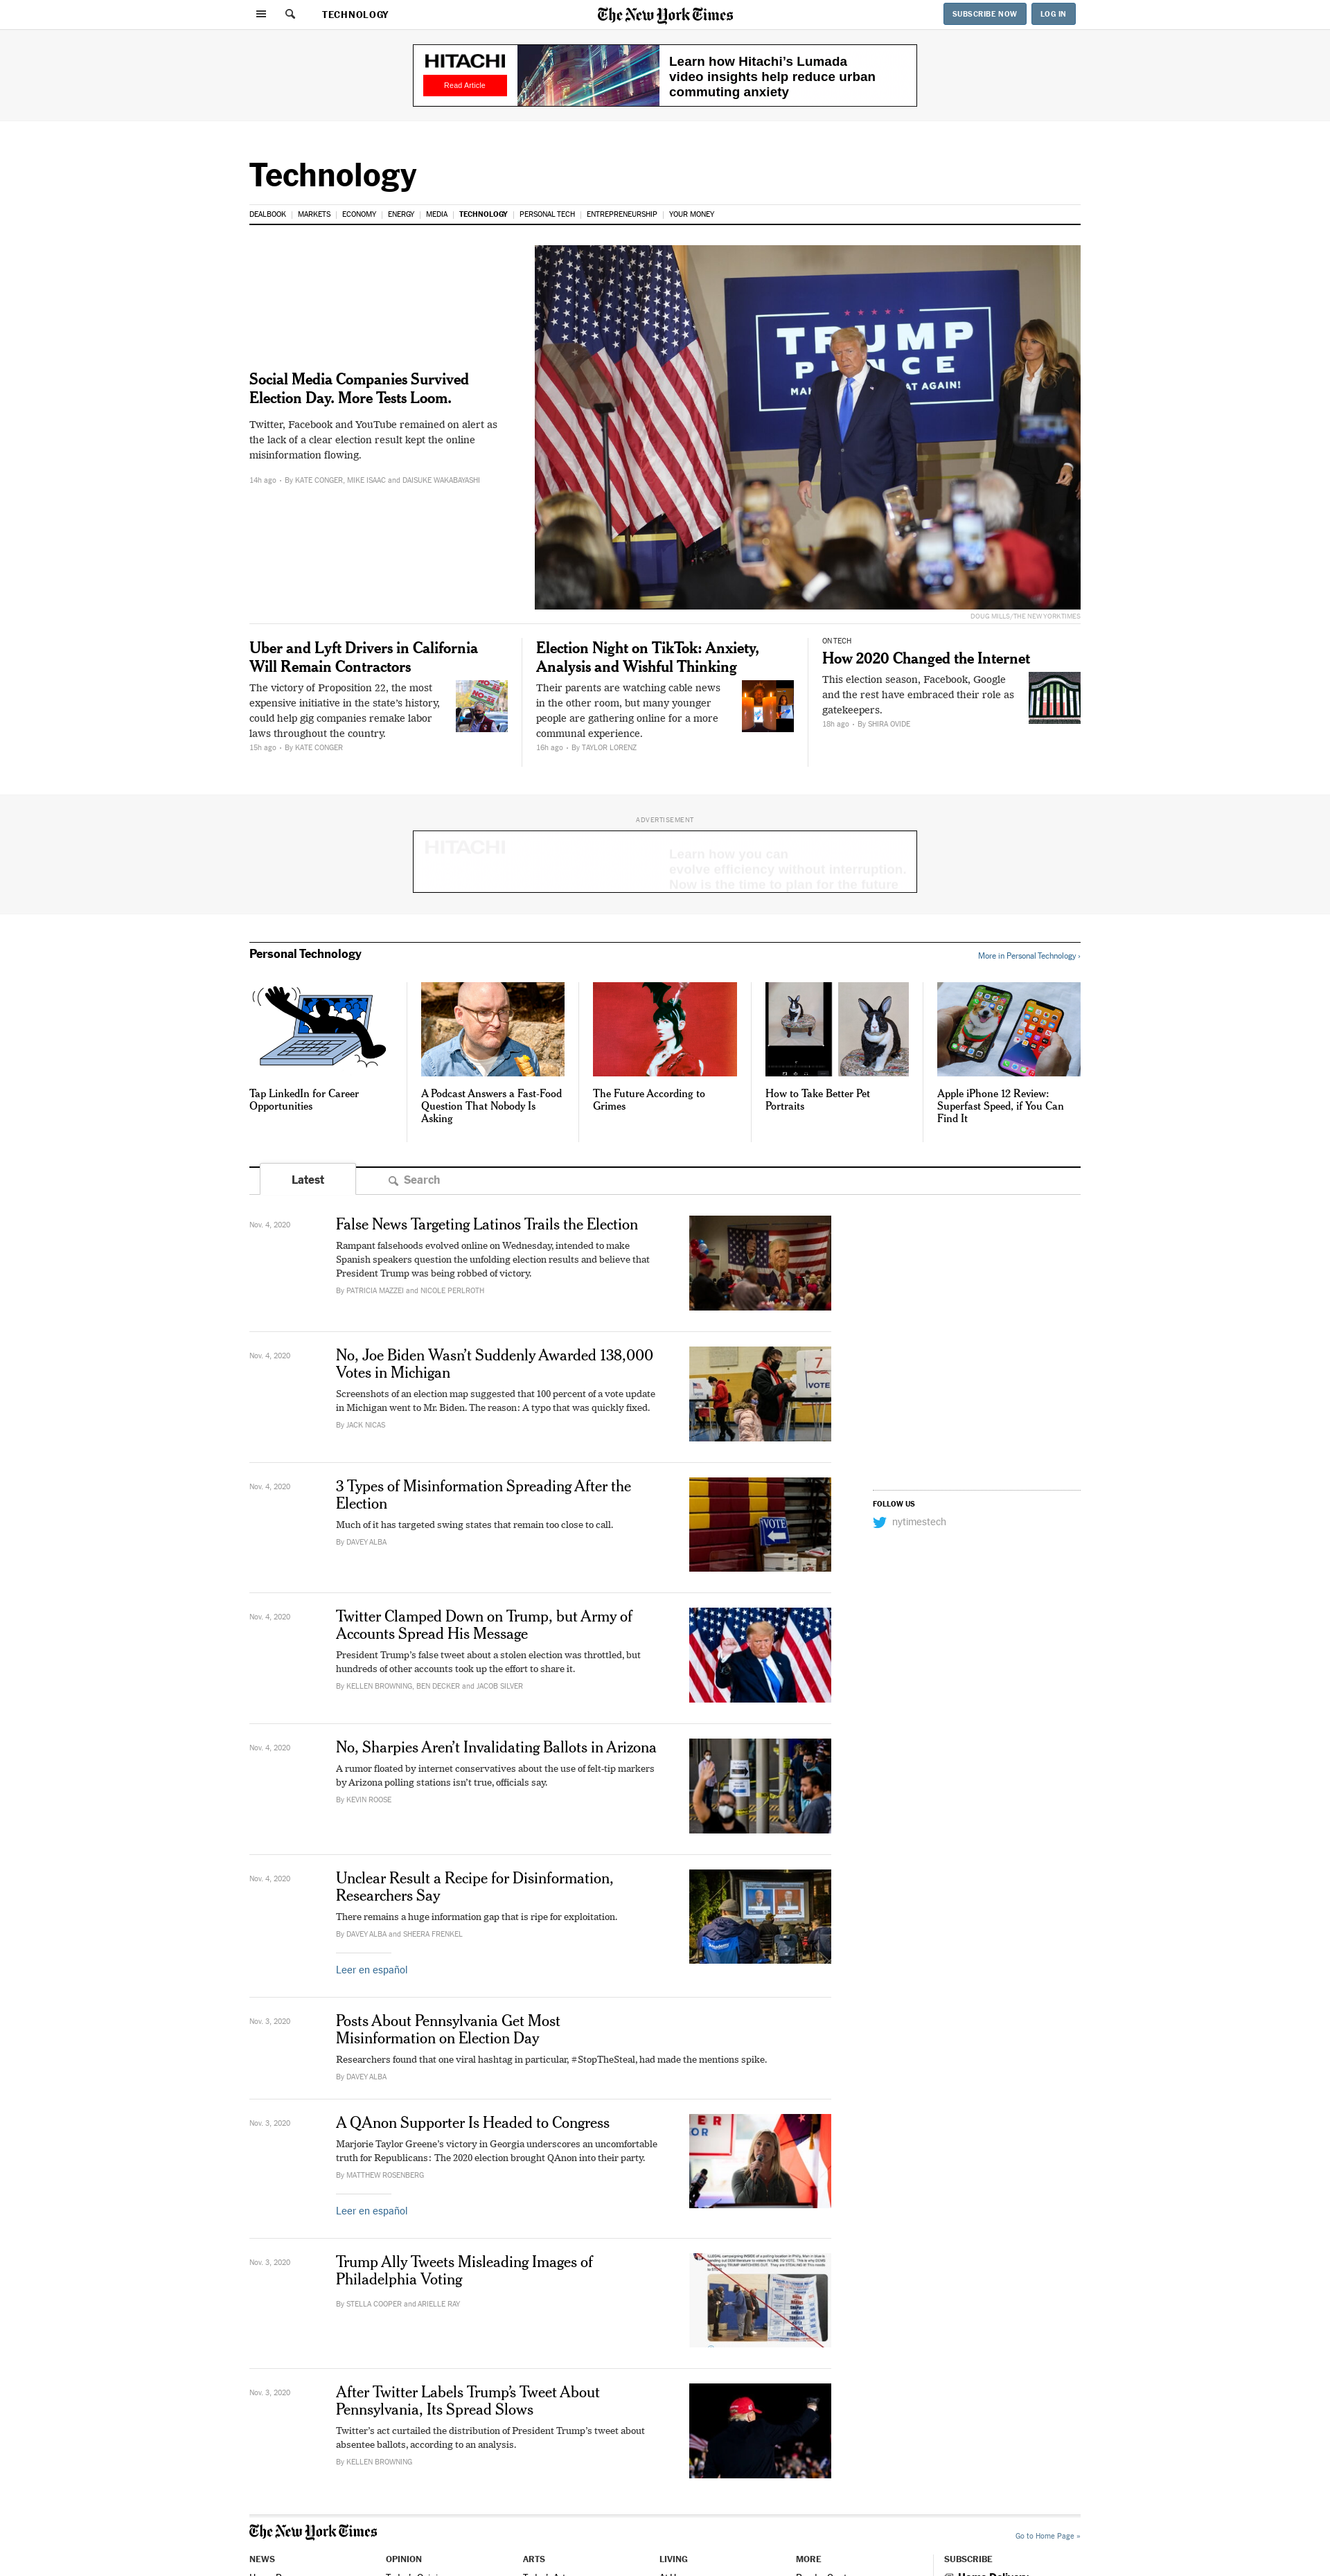 TECHNOLOGY
The New York Times
SUBSCRIBE NOW
LOG IN
HITACHI
Read Article
Learn how Hitachi’s Lumada
video insights help reduce urban
commuting anxiety
Technology
DEALBOOK
MARKETS
ECONOMY
ENERGY
MEDIA
TECHNOLOGY
PERSONAL TECH
ENTREPRENEURSHIP
YOUR MONEY
Social Media Companies Survived
Election Day. More Tests Loom.
Twitter, Facebook and YouTube remained on alert as
the lack of a clear election result kept the online
misinformation flowing.
14h ago • By KATE CONGER, MIKE ISAAC and DAISUKE WAKABAYASHI
TRUMP
AGAIN!
DOUG MILLS/THE NEW YORK TIMES
Uber and Lyft Drivers in California
Will Remain Contractors
The victory of Proposition 22, the most
expensive initiative in the state’s history,
could help gig companies remake labor
laws throughout the country.
15h ago • By KATE CONGER
Election Night on TikTok: Anxiety,
Analysis and Wishful Thinking
Their parents are watching cable news
in the other room, but many younger
people are gathering online for a more
communal experience.
16h ago • By TAYLOR LORENZ
ON TECH
How 2020 Changed the Internet
This election season, Facebook, Google
and the rest have embraced their role as
gatekeepers.
18h ago • By SHIRA OVIDE
ADVERTISEMENT
HITACHI
Learn how you can
evolve efficiency without interruption.
Now is the time to plan for the future
Personal Technology
More in Personal Technology ›
Tap LinkedIn for Career
Opportunities
A Podcast Answers a Fast-Food
Question That Nobody Is
Asking
The Future According to
Grimes
How to Take Better Pet
Portraits
Apple iPhone 12 Review:
Superfast Speed, if You Can
Find It
Latest
Search
Nov. 4, 2020
False News Targeting Latinos Trails the Election
Rampant falsehoods evolved online on Wednesday, intended to make
Spanish speakers question the unfolding election results and believe that
President Trump was being robbed of victory.
By PATRICIA MAZZEI and NICOLE PERLROTH
Nov. 4, 2020
No, Joe Biden Wasn’t Suddenly Awarded 138,000
Votes in Michigan
Screenshots of an election map suggested that 100 percent of a vote update
in Michigan went to Mr. Biden. The reason: A typo that was quickly fixed.
By JACK NICAS
7
VOTE
Nov. 4, 2020
3 Types of Misinformation Spreading After the
Election
Much of it has targeted swing states that remain too close to call.
By DAVEY ALBA
VOTE
FOLLOW US
nytimestech
Nov. 4, 2020
Twitter Clamped Down on Trump, but Army of
Accounts Spread His Message
President Trump’s false tweet about a stolen election was throttled, but
hundreds of other accounts took up the effort to share it.
By KELLEN BROWNING, BEN DECKER and JACOB SILVER
Nov. 4, 2020
No, Sharpies Aren’t Invalidating Ballots in Arizona
A rumor floated by internet conservatives about the use of felt-tip markers
by Arizona polling stations isn’t true, officials say.
By KEVIN ROOSE
Nov. 4, 2020
Unclear Result a Recipe for Disinformation,
Researchers Say
There remains a huge information gap that is ripe for exploitation.
By DAVEY ALBA and SHEERA FRENKEL
Leer en español
Nov. 3, 2020
Posts About Pennsylvania Get Most
Misinformation on Election Day
Researchers found that one viral hashtag in particular, #StopTheSteal, had made the mentions spike.
By DAVEY ALBA
Nov. 3, 2020
A QAnon Supporter Is Headed to Congress
Marjorie Taylor Greene’s victory in Georgia underscores an uncomfortable
truth for Republicans: The 2020 election brought QAnon into their party.
By MATTHEW ROSENBERG
Leer en español
Nov. 3, 2020
Trump Ally Tweets Misleading Images of
Philadelphia Voting
By STELLA COOPER and ARIELLE RAY
Nov. 3, 2020
After Twitter Labels Trump’s Tweet About
Pennsylvania, Its Spread Slows
Twitter’s act curtailed the distribution of President Trump’s tweet about
absentee ballots, according to an analysis.
By KELLEN BROWNING
The New York Times
Go to Home Page »
NEWS
OPINION
ARTS
LIVING
MORE
SUBSCRIBE